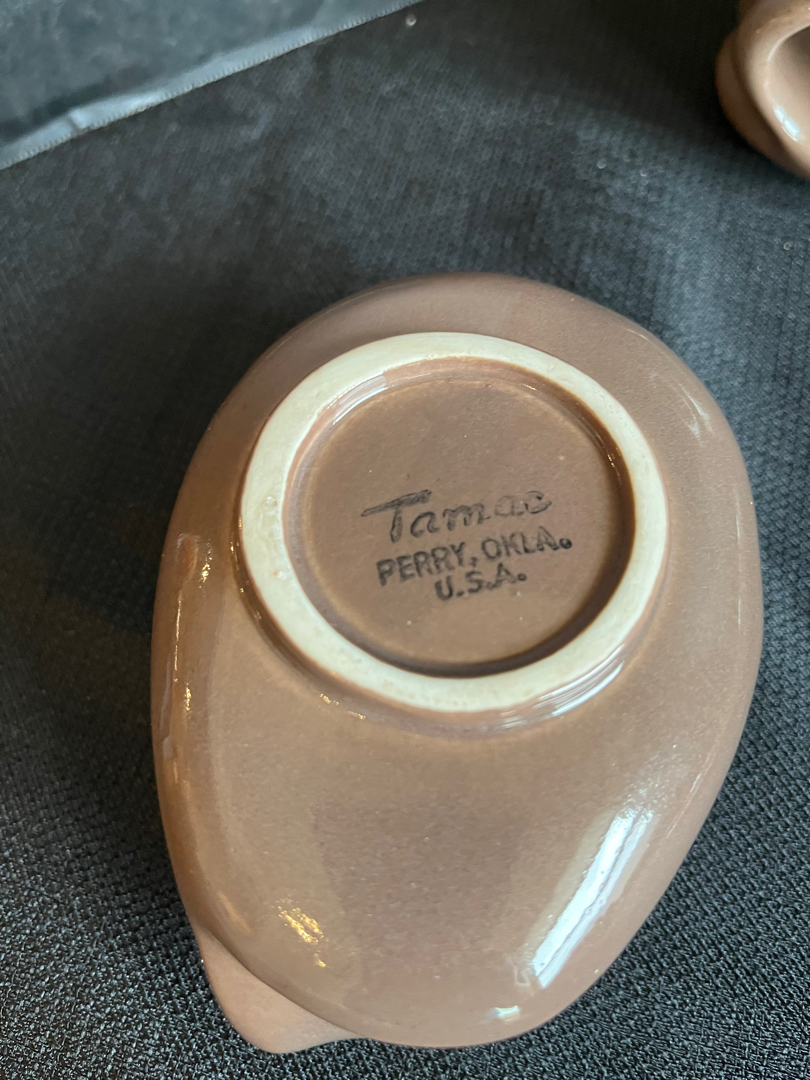 Tamac
PERRY, OKLA.
U.S.A.